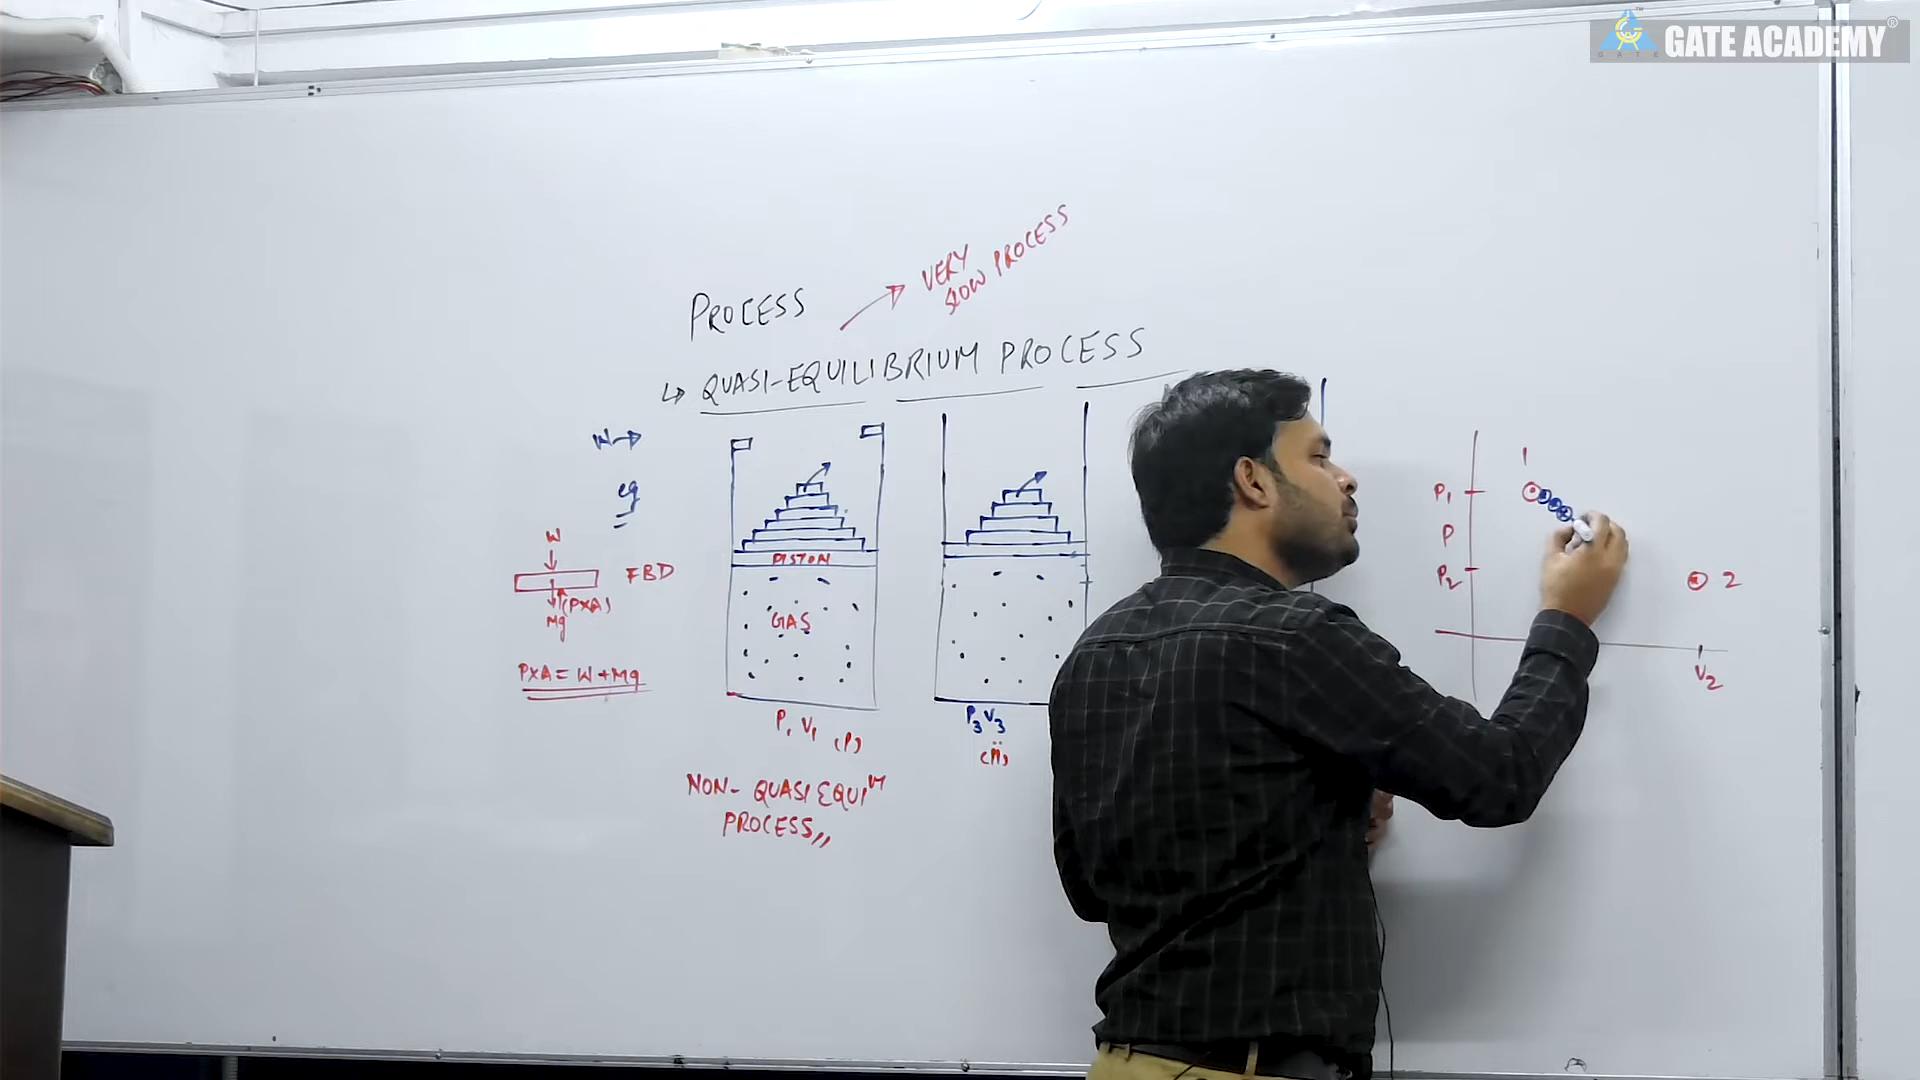 GATE ACADEMY®
GATE
PROCESS
VERY
SLOW PROCESS
↳ QUASI-EQUILIBRIUM PROCESS
W→
eg
W
FBD
(PXA)
Mg
PXA = W + Mg
PISTON
GAS
P1 V1 (i)
P3 V3
(ii)
NON-QUASI EQUIᵐ
PROCESS,,
1
P1
P
P2
2
V2